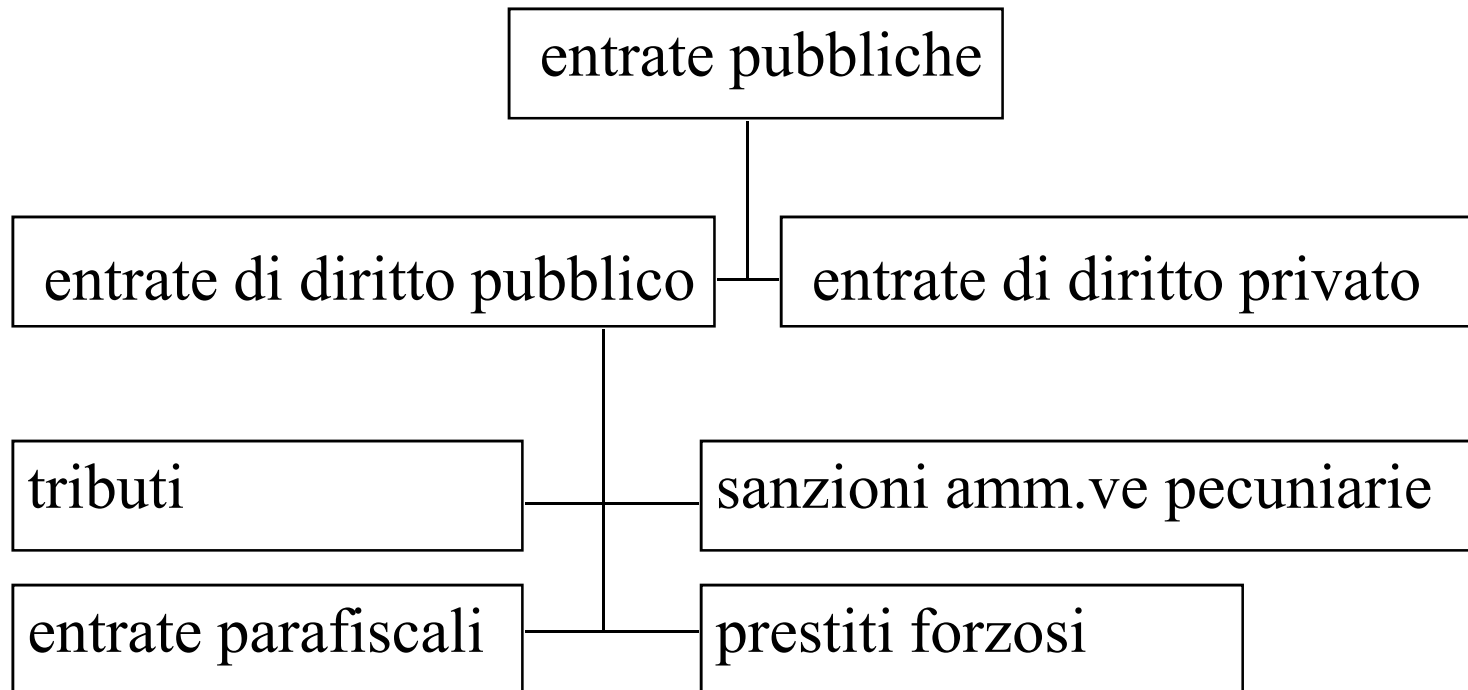 entrate pubbliche
entrate di diritto pubblico
entrate di diritto privato
tributi
sanzioni amm.ve pecuniarie
entrate parafiscali
prestiti forzosi